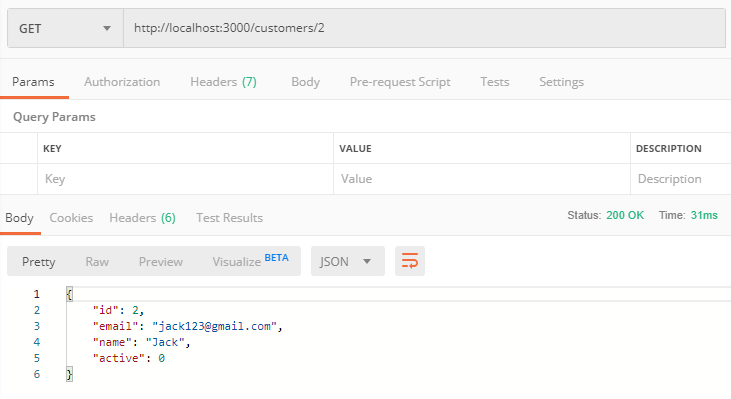 GET http://localhost:3000/customers/2
Params Authorization Headers (7) Body Pre-request Script Tests Settings
Query Params
KEY VALUE DESCRIPTION
Key Value Description
Body Cookies Headers (6) Test Results Status: 200 OK Time: 31ms
Pretty Raw Preview Visualize BETA JSON
1 {
2 "id": 2,
3 "email": "jack123@gmail.com",
4 "name": "Jack",
5 "active": 0
6 }